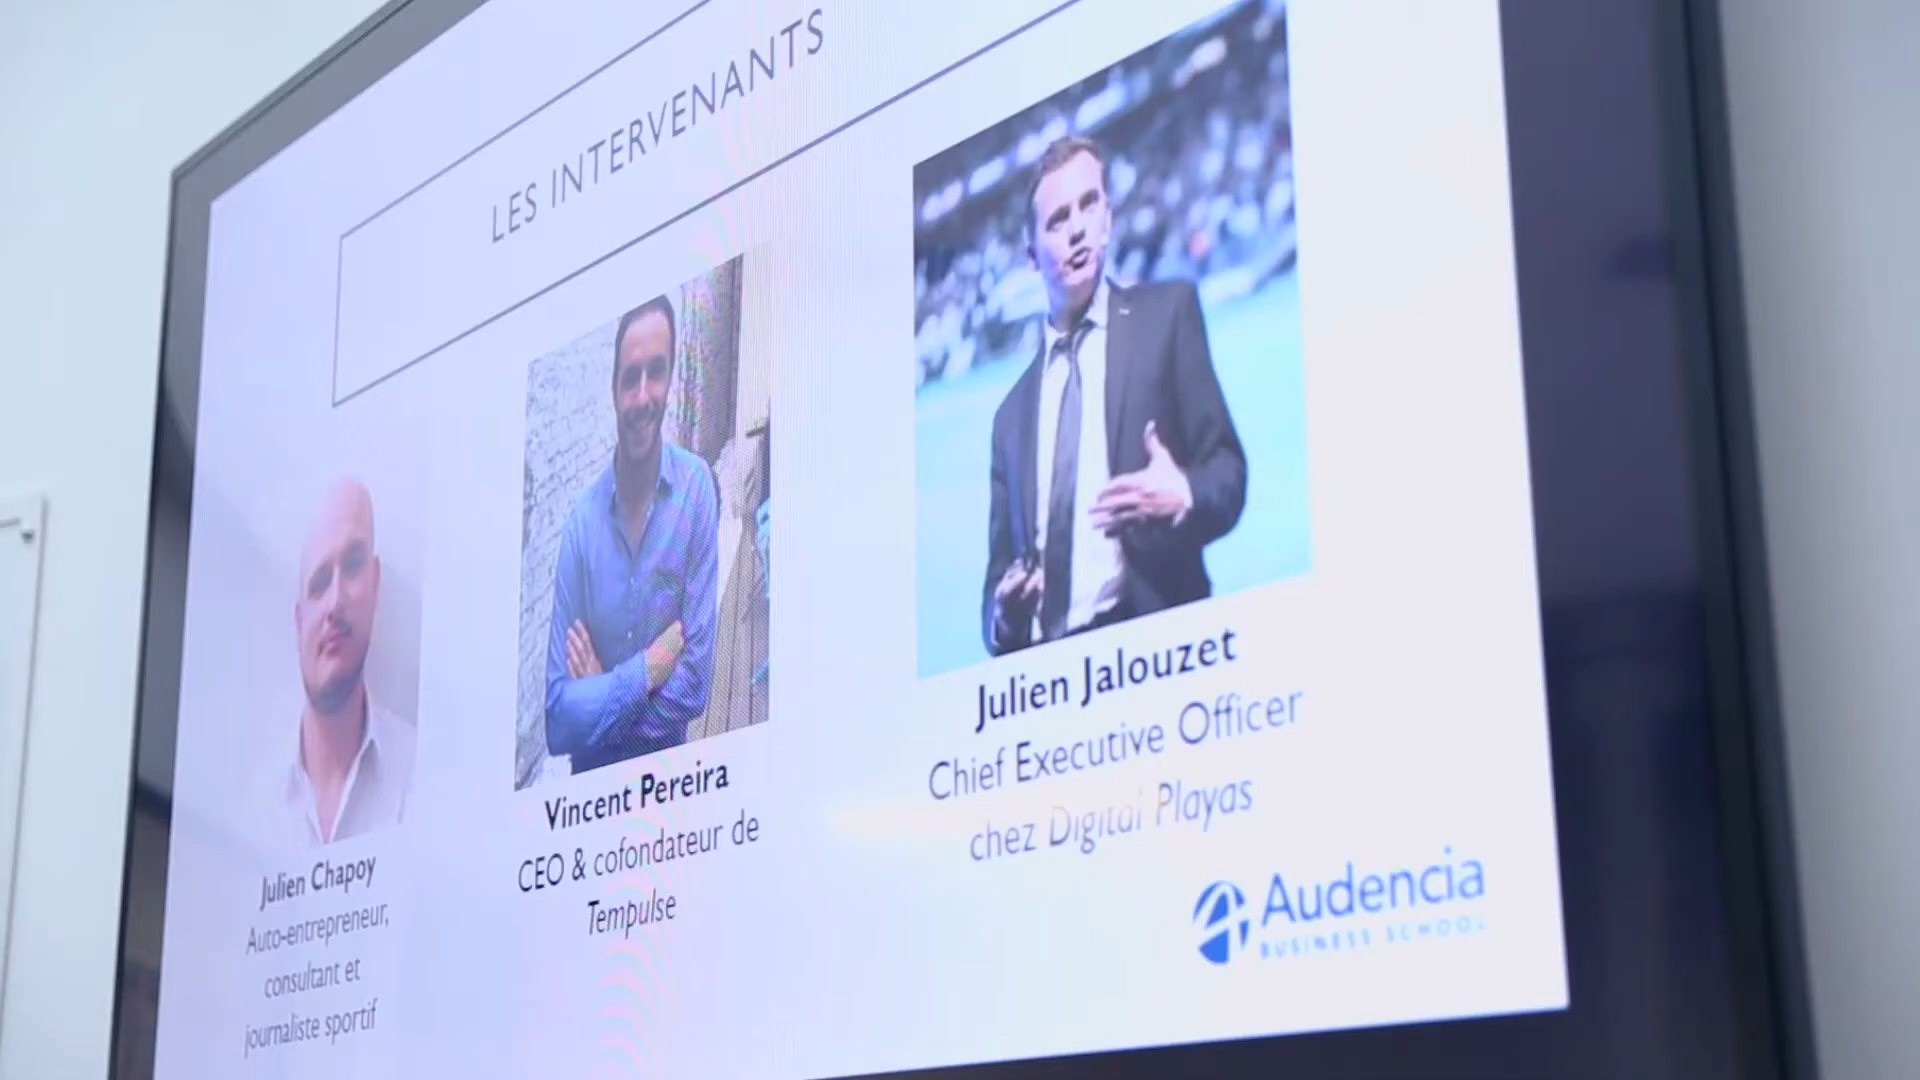 LES INTERVENANTS
Julien Chapoy
Auto-entrepreneur,
consultant et
journaliste sportif
Vincent Pereira
CEO & cofondateur de
Tempulse
Julien Jalouzet
Chief Executive Officer
chez Digital Playas
Audencia
BUSINESS SCHOOL